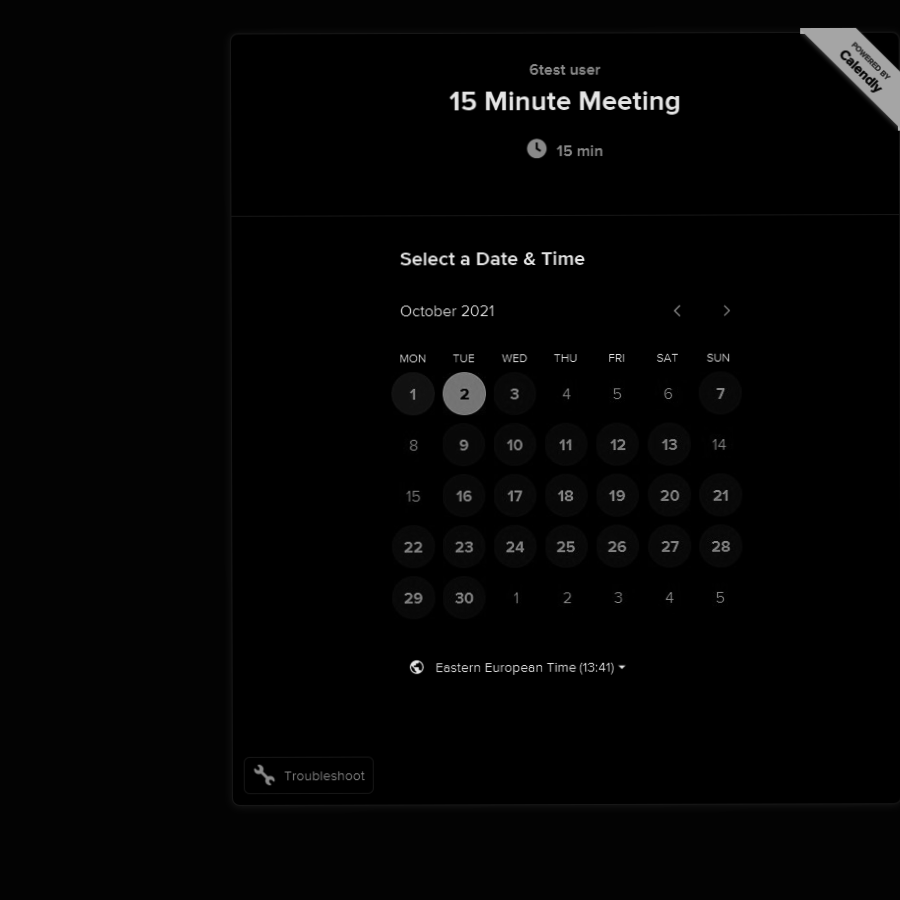 POWERED BY
Calendly
6test user
15 Minute Meeting
15 min
Select a Date & Time
October 2021
MON TUE WED THU FRI SAT SUN
1 2 3 4 5 6 7
8 9 10 11 12 13 14
15 16 17 18 19 20 21
22 23 24 25 26 27 28
29 30 1 2 3 4 5
Eastern European Time (13:41)
Troubleshoot